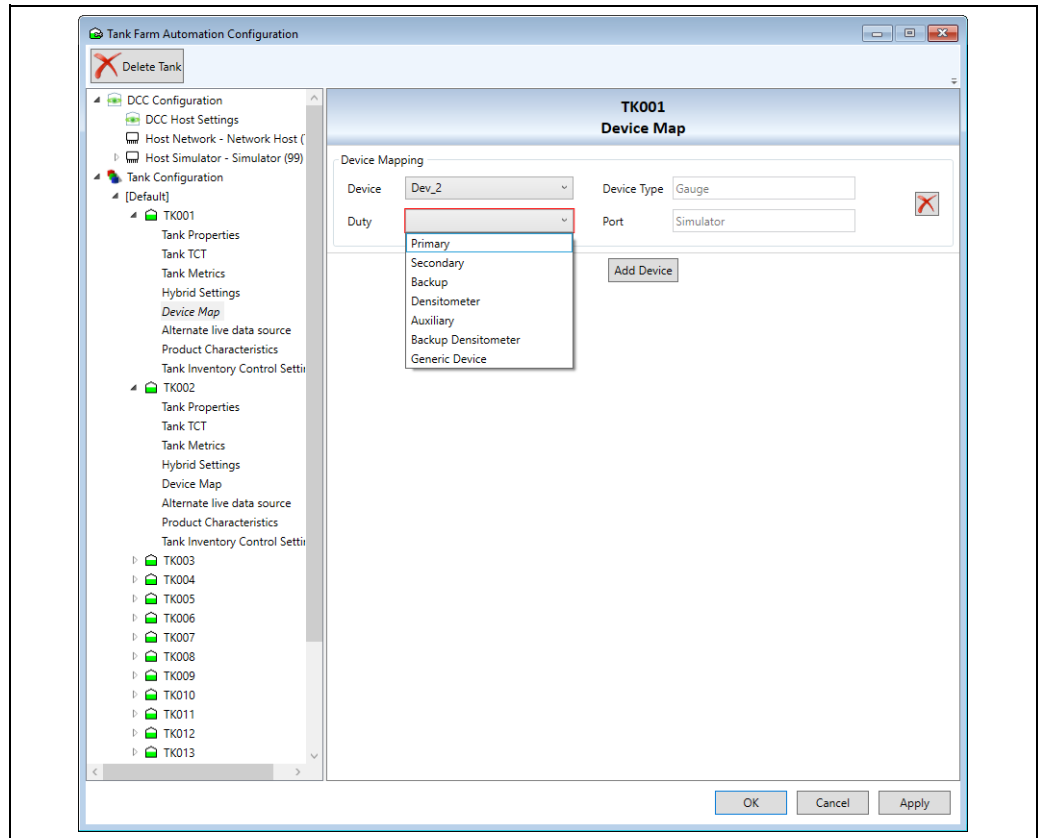 Tank Farm Automation Configuration
Delete Tank
DCC Configuration
DCC Host Settings
Host Network - Network Host (
Host Simulator - Simulator (99)
Tank Configuration
[Default]
TK001
Tank Properties
Tank TCT
Tank Metrics
Hybrid Settings
Device Map
Alternate live data source
Product Characteristics
Tank Inventory Control Settin
TK002
Tank Properties
Tank TCT
Tank Metrics
Hybrid Settings
Device Map
Alternate live data source
Product Characteristics
Tank Inventory Control Settin
TK003
TK004
TK005
TK006
TK007
TK008
TK009
TK010
TK011
TK012
TK013
TK001
Device Map
Device Mapping
Device Dev_2 Device Type Gauge
Duty Port Simulator
Primary
Secondary
Backup
Densitometer
Auxiliary
Backup Densitometer
Generic Device
Add Device
OK Cancel Apply